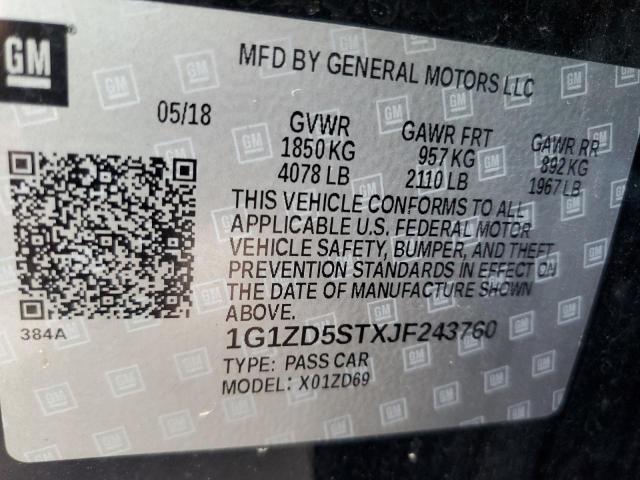 GM
MFD BY GENERAL MOTORS LLC
05/18
GVWR GAWR FRT GAWR RR
1850 KG 957 KG 892 KG
4078 LB 2110 LB 1967 LB
THIS VEHICLE CONFORMS TO ALL
APPLICABLE U.S. FEDERAL MOTOR
VEHICLE SAFETY, BUMPER, AND THEFT
PREVENTION STANDARDS IN EFFECT ON
THE DATE OF MANUFACTURE SHOWN
ABOVE.
384A
1G1ZD5STXJF243760
TYPE: PASS CAR
MODEL: X01ZD69